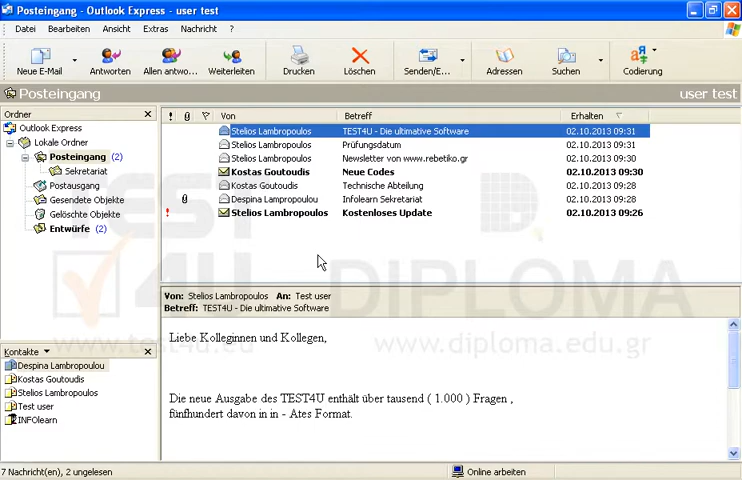 Posteingang - Outlook Express - user test
Datei Bearbeiten Ansicht Extras Nachricht ?
Neue E-Mail Antworten Allen antwo... Weiterleiten Drucken Löschen Senden/E... Adressen Suchen Codierung
Posteingang user test
Ordner
Outlook Express
Lokale Ordner
Posteingang (2)
Sekretariat
Postausgang
Gesendete Objekte
Gelöschte Objekte
Entwürfe (2)
! Von Betreff Erhalten
Stelios Lambropoulos TEST4U - Die ultimative Software 02.10.2013 09:31
Stelios Lambropoulos Prüfungsdatum 02.10.2013 09:31
Stelios Lambropoulos Newsletter von www.rebetiko.gr 02.10.2013 09:30
Kostas Goutoudis Neue Codes 02.10.2013 09:30
Kostas Goutoudis Technische Abteilung 02.10.2013 09:28
Despina Lampropoulou Infolearn Sekretariat 02.10.2013 09:28
! Stelios Lambropoulos Kostenloses Update 02.10.2013 09:26
TEST 4U DIPLOMA
www.test4u.eu www.diploma.edu.gr
Von: Stelios Lambropoulos An: Test user
Betreff: TEST4U - Die ultimative Software
Liebe Kolleginnen und Kollegen,
Die neue Ausgabe des TEST4U enthält über tausend ( 1.000 ) Fragen ,
fünfhundert davon in in - Ates Format.
Kontakte
Despina Lambropoulou
Kostas Goutoudis
Stelios Lambropoulos
Test user
INFOlearn
7 Nachricht(en), 2 ungelesen Online arbeiten